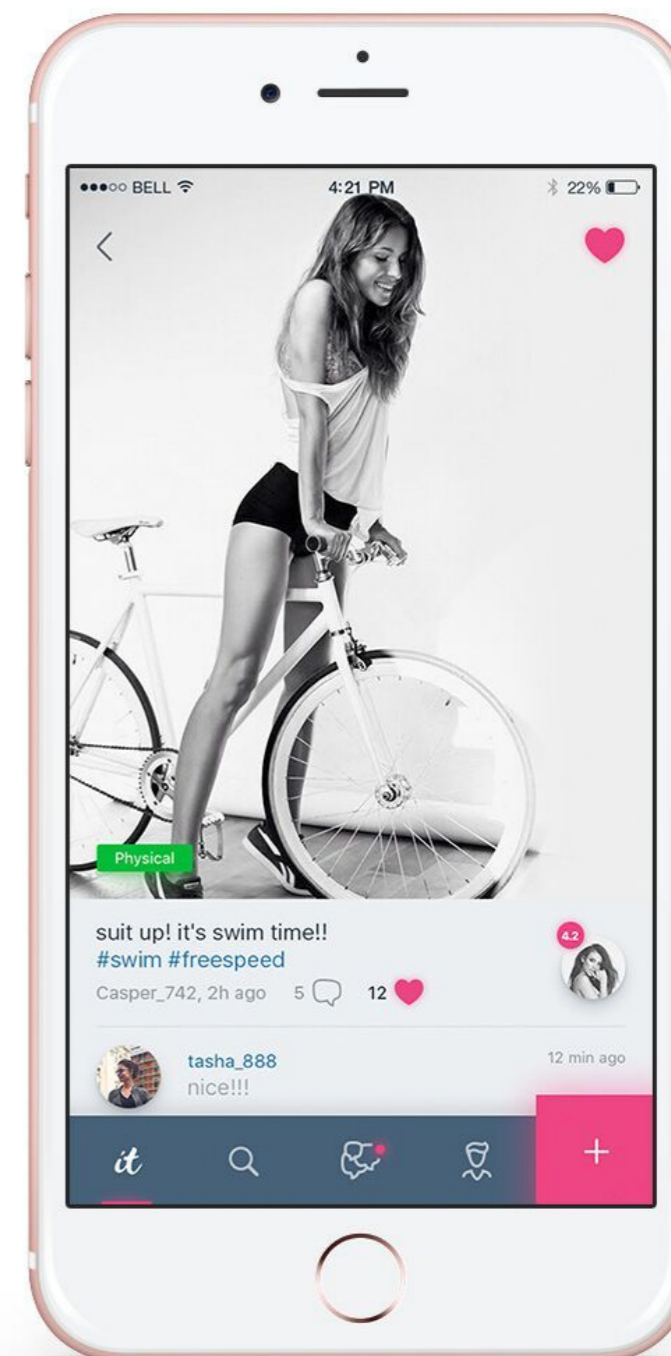 BELL 4:21 PM 22%
Physical
suit up! it's swim time!!
#swim #freespeed
Casper_742, 2h ago 5 12
4.2
tasha_888 12 min ago
nice!!!
it